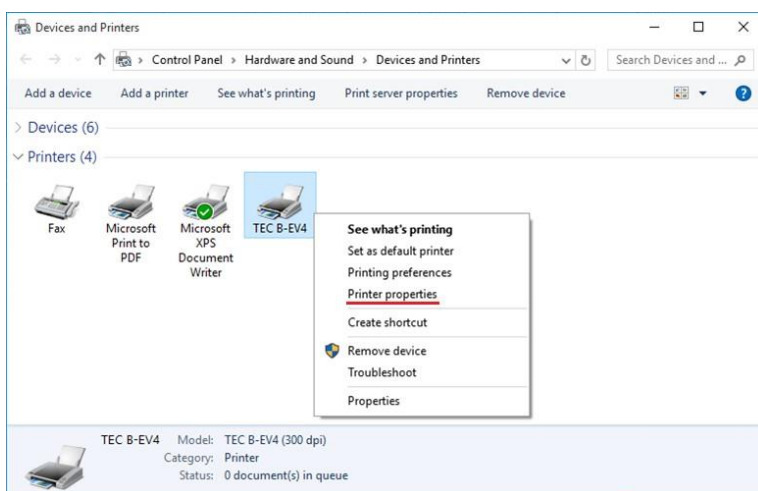 Devices and Printers
Control Panel > Hardware and Sound > Devices and Printers
Search Devices and ...
Add a device Add a printer See what's printing Print server properties Remove device
Devices (6)
Printers (4)
Fax
Microsoft Print to PDF
Microsoft XPS Document Writer
TEC B-EV4
See what's printing
Set as default printer
Printing preferences
Printer properties
Create shortcut
Remove device
Troubleshoot
Properties
TEC B-EV4 Model: TEC B-EV4 (300 dpi)
Category: Printer
Status: 0 document(s) in queue